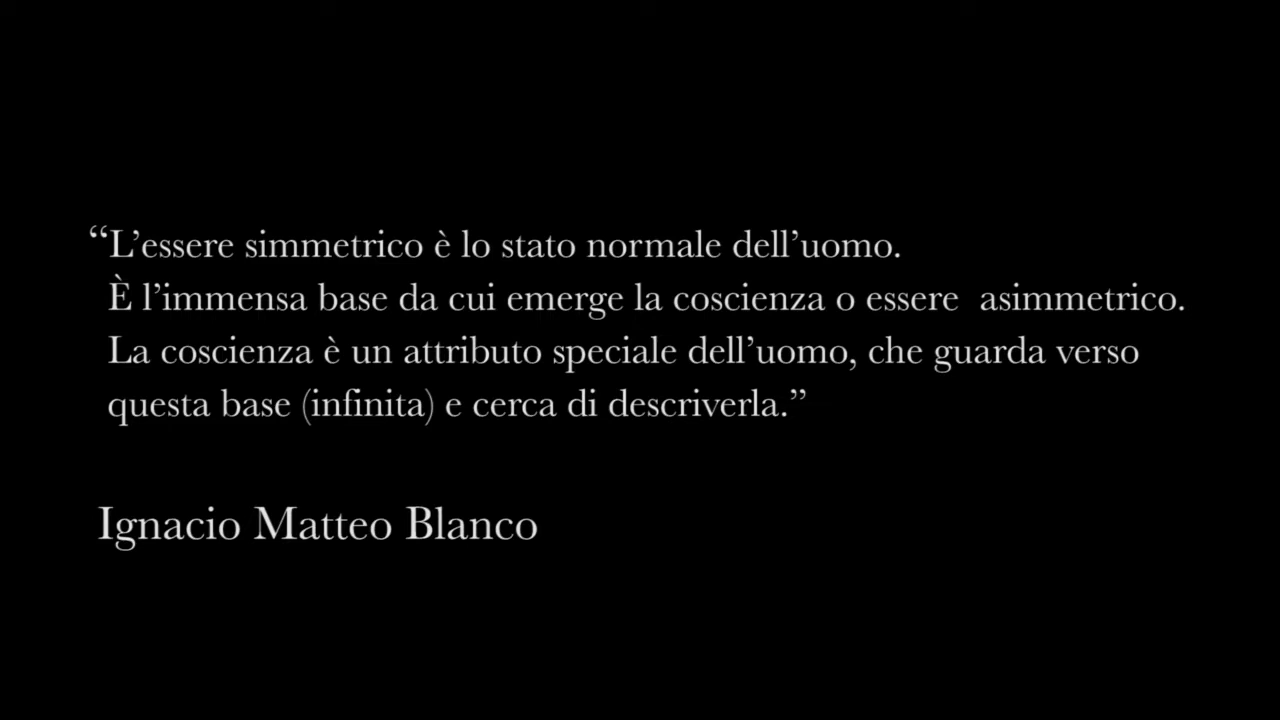 “L’essere simmetrico è lo stato normale dell’uomo.
È l’immensa base da cui emerge la coscienza o essere  asimmetrico.
La coscienza è un attributo speciale dell’uomo, che guarda verso
questa base (infinita) e cerca di descriverla.”
Ignacio Matteo Blanco